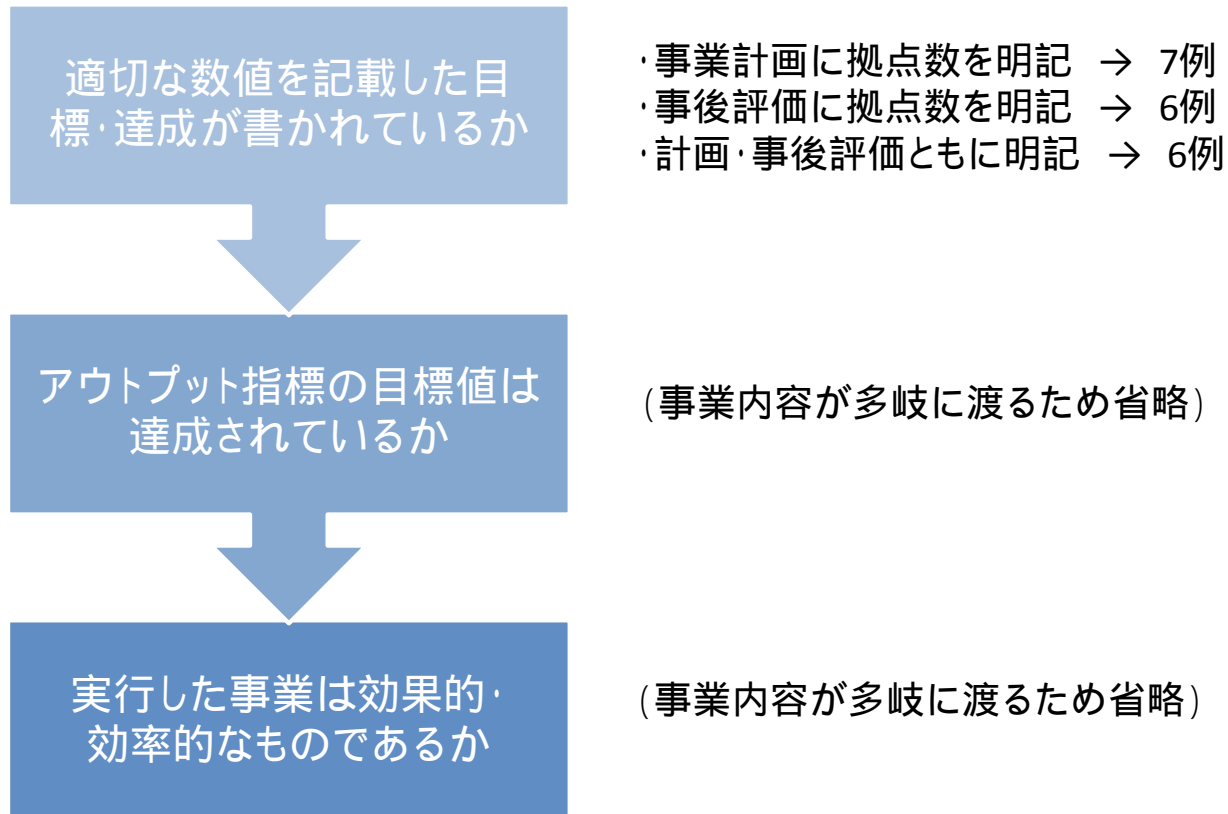 適切な数値を記載した目
標・達成が書かれているか
・事業計画に拠点数を明記 → 7例
・事後評価に拠点数を明記 → 6例
・計画・事後評価ともに明記 → 6例
アウトプット指標の目標値は
達成されているか
(事業内容が多岐に渡るため省略)
実行した事業は効果的・
効率的なものであるか
(事業内容が多岐に渡るため省略)